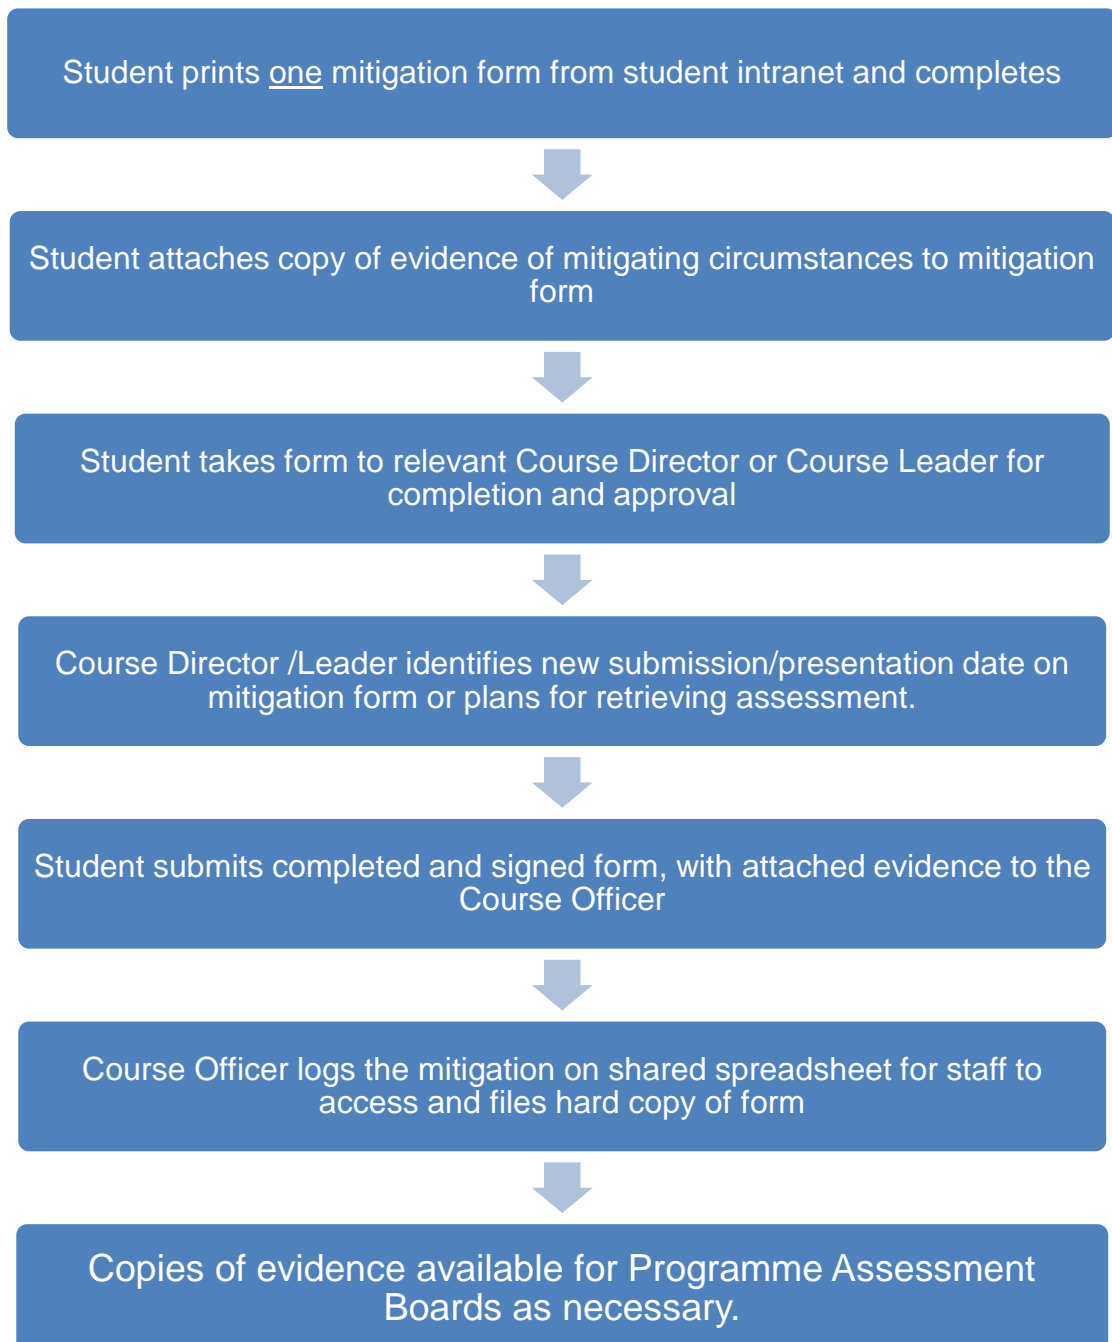 Student prints one mitigation form from student intranet and completes
Student attaches copy of evidence of mitigating circumstances to mitigation
form
Student takes form to relevant Course Director or Course Leader for
completion and approval
Course Director /Leader identifies new submission/presentation date on
mitigation form or plans for retrieving assessment.
Student submits completed and signed form, with attached evidence to the
Course Officer
Course Officer logs the mitigation on shared spreadsheet for staff to
access and files hard copy of form
Copies of evidence available for Programme Assessment
Boards as necessary.